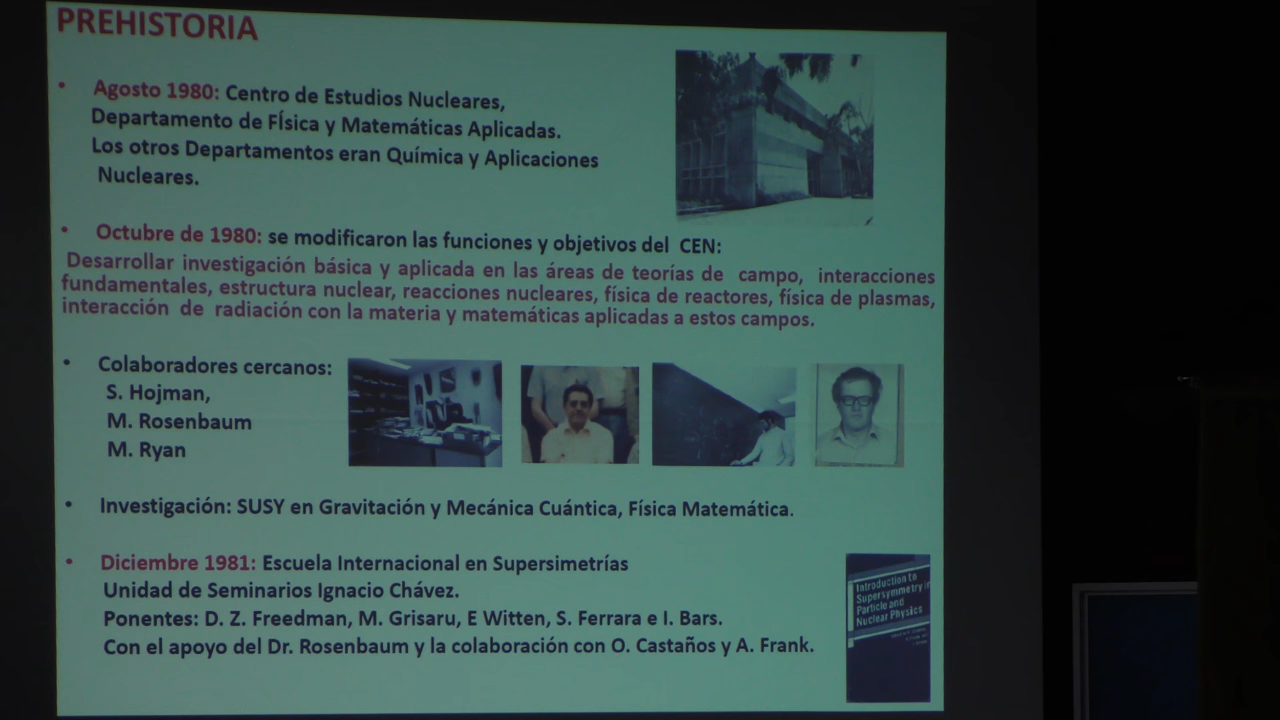 PREHISTORIA
• Agosto 1980: Centro de Estudios Nucleares,
Departamento de FÍsica y Matemáticas Aplicadas.
Los otros Departamentos eran Química y Aplicaciones
Nucleares.
• Octubre de 1980: se modificaron las funciones y objetivos del CEN:
Desarrollar investigación básica y aplicada en las áreas de teorías de campo, interacciones
fundamentales, estructura nuclear, reacciones nucleares, física de reactores, física de plasmas,
interacción de radiación con la materia y matemáticas aplicadas a estos campos.
• Colaboradores cercanos:
S. Hojman,
M. Rosenbaum
M. Ryan
• Investigación: SUSY en Gravitación y Mecánica Cuántica, Física Matemática.
• Diciembre 1981: Escuela Internacional en Supersimetrías
Unidad de Seminarios Ignacio Chávez.
Ponentes: D. Z. Freedman, M. Grisaru, E Witten, S. Ferrara e I. Bars.
Con el apoyo del Dr. Rosenbaum y la colaboración con O. Castaños y A. Frank.
Introduction to
Supersymmetry in
Particle and
Nuclear Physics